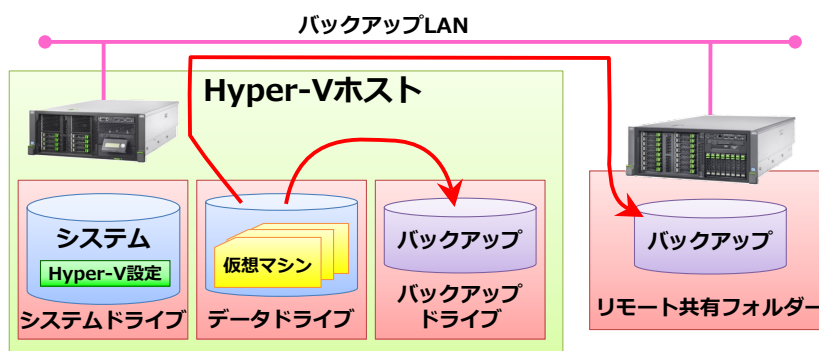 バックアップLAN
Hyper-Vホスト
システム
Hyper-V設定
システムドライブ
仮想マシン
データドライブ
バックアップ
バックアップ
ドライブ
バックアップ
リモート共有フォルダー